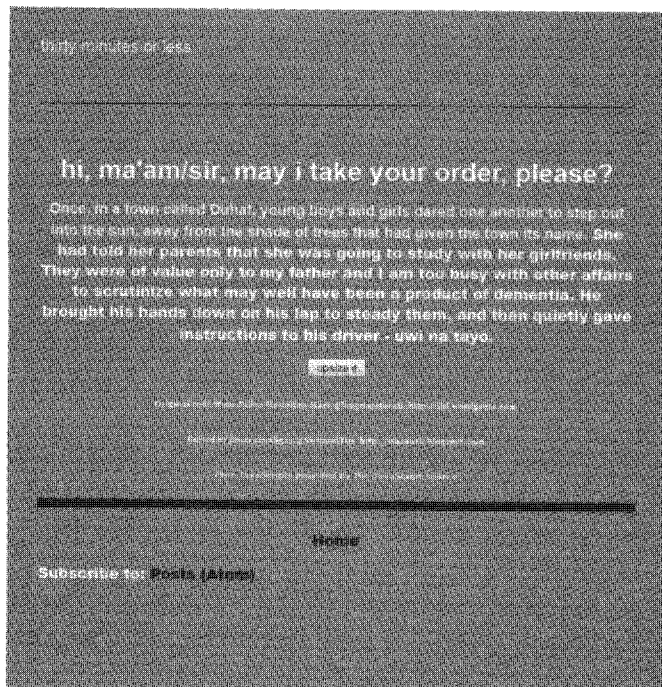 thirty minutes or less
hi, ma'am/sir, may i take your order, please?
Once, in a town called Duhat, young boys and girls dared one another to step out
into the sun, away from the shade of trees that had given the town its name. She
had told her parents that she was going to study with her girlfriends.
They were of value only to my father and I am too busy with other affairs
to scrutinize what may well have been a product of dementia. He
brought his hands down on his lap to steady them, and then quietly gave
instructions to his driver - uwi na tayo.
Home
Subscribe to: Posts (Atom)